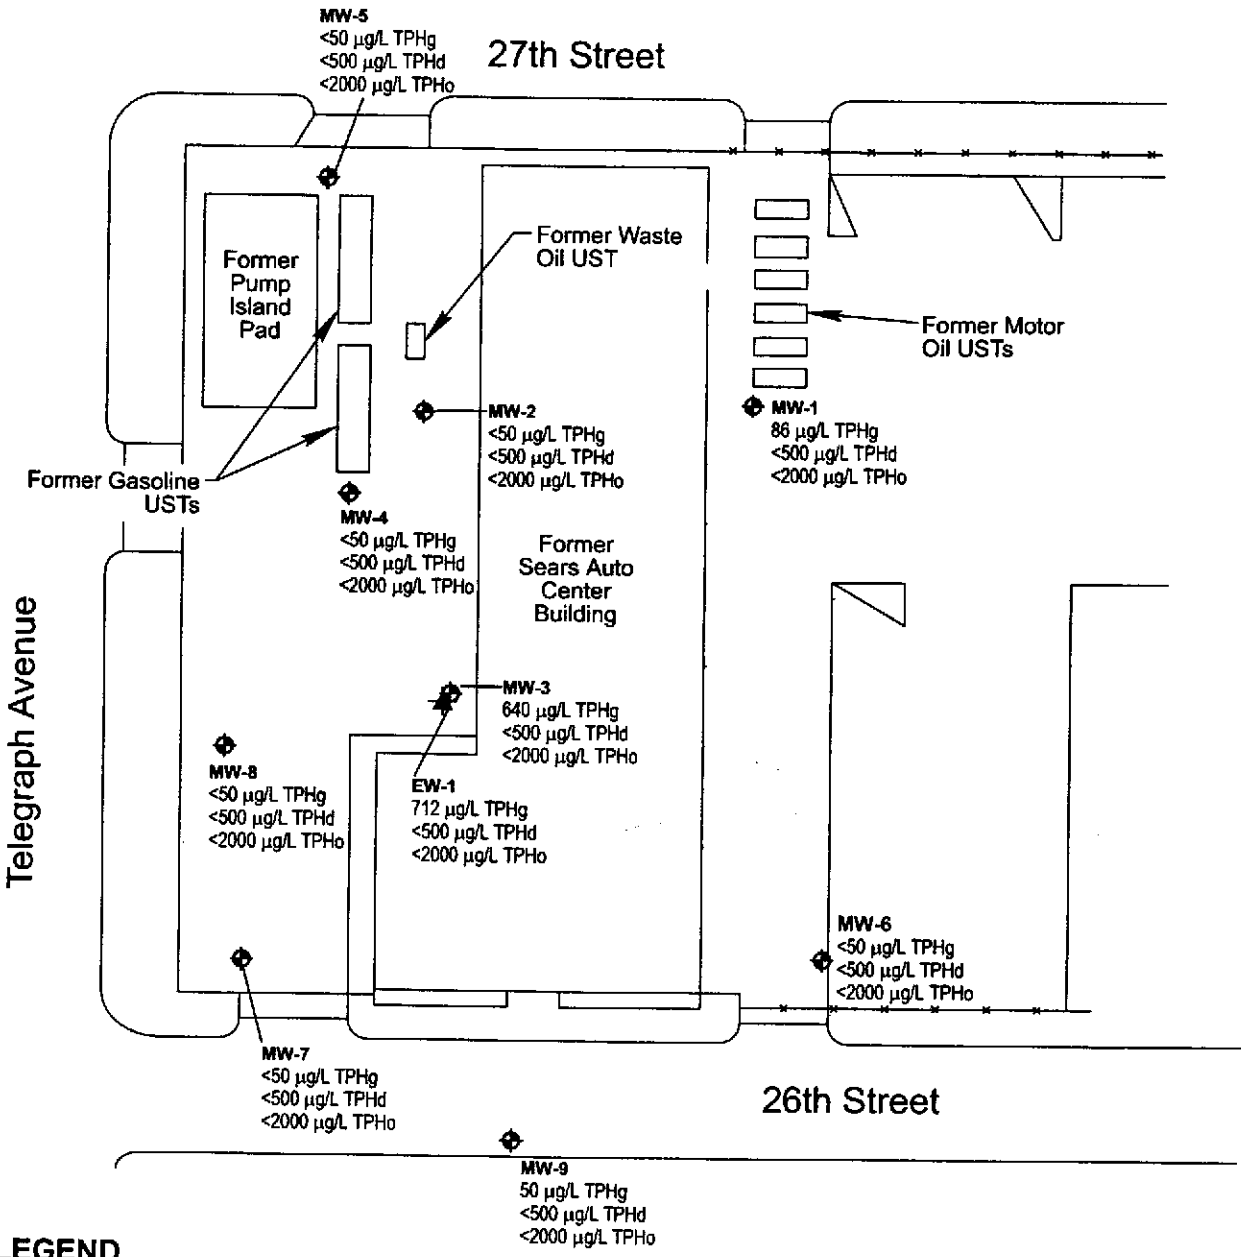 MW-5
<50 µg/L TPHg
<500 µg/L TPHd
<2000 µg/L TPHo
27th Street
Former
Pump
Island
Pad
Former Waste
Oil UST
Former Motor
Oil USTs
MW-2
<50 µg/L TPHg
<500 µg/L TPHd
<2000 µg/L TPHo
MW-1
86 µg/L TPHg
<500 µg/L TPHd
<2000 µg/L TPHo
Former Gasoline
USTs
MW-4
<50 µg/L TPHg
<500 µg/L TPHd
<2000 µg/L TPHo
Former
Sears Auto
Center
Building
Telegraph Avenue
MW-3
640 µg/L TPHg
<500 µg/L TPHd
<2000 µg/L TPHo
MW-8
<50 µg/L TPHg
<500 µg/L TPHd
<2000 µg/L TPHo
EW-1
712 µg/L TPHg
<500 µg/L TPHd
<2000 µg/L TPHo
MW-6
<50 µg/L TPHg
<500 µg/L TPHd
<2000 µg/L TPHo
MW-7
<50 µg/L TPHg
<500 µg/L TPHd
<2000 µg/L TPHo
26th Street
MW-9
50 µg/L TPHg
<500 µg/L TPHd
<2000 µg/L TPHo
EGEND